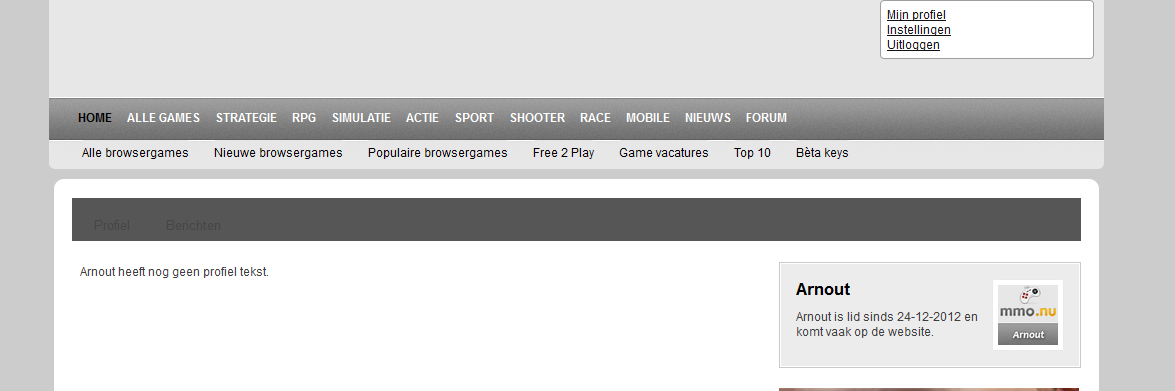 Mijn profiel
Instellingen
Uitloggen
HOME ALLE GAMES STRATEGIE RPG SIMULATIE ACTIE SPORT SHOOTER RACE MOBILE NIEUWS FORUM
Alle browsergames Nieuwe browsergames Populaire browsergames Free 2 Play Game vacatures Top 10 Bèta keys
Profiel Berichten
Arnout heeft nog geen profiel tekst.
Arnout
Arnout is lid sinds 24-12-2012 en
komt vaak op de website.
mmo.nu
Arnout